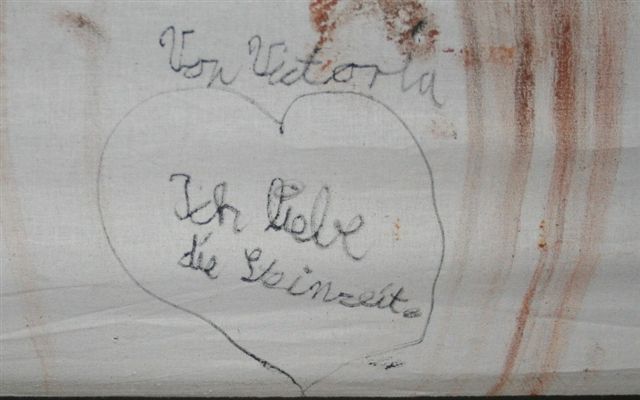 Von Victoria
Ich liebe
die Steinzeit.